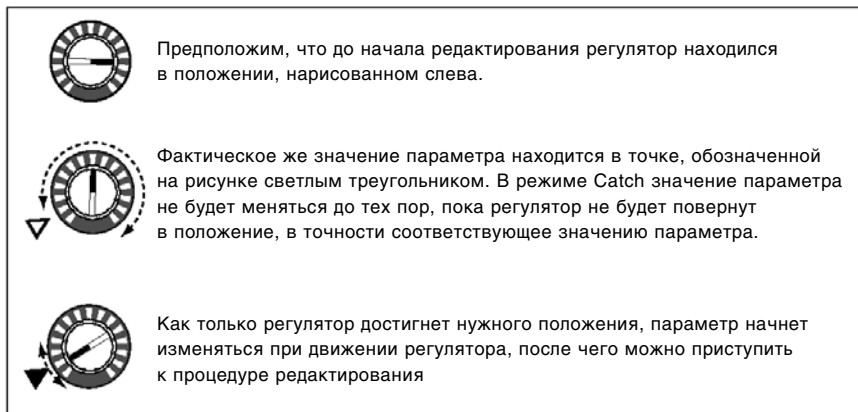 Предположим, что до начала редактирования регулятор находился
в положении, нарисованном слева.
Фактическое же значение параметра находится в точке, обозначенной
на рисунке светлым треугольником. В режиме Catch значение параметра
не будет меняться до тех пор, пока регулятор не будет повернут
в положение, в точности соответствующее значению параметра.
Как только регулятор достигнет нужного положения, параметр начнет
изменяться при движении регулятора, после чего можно приступить
к процедуре редактирования